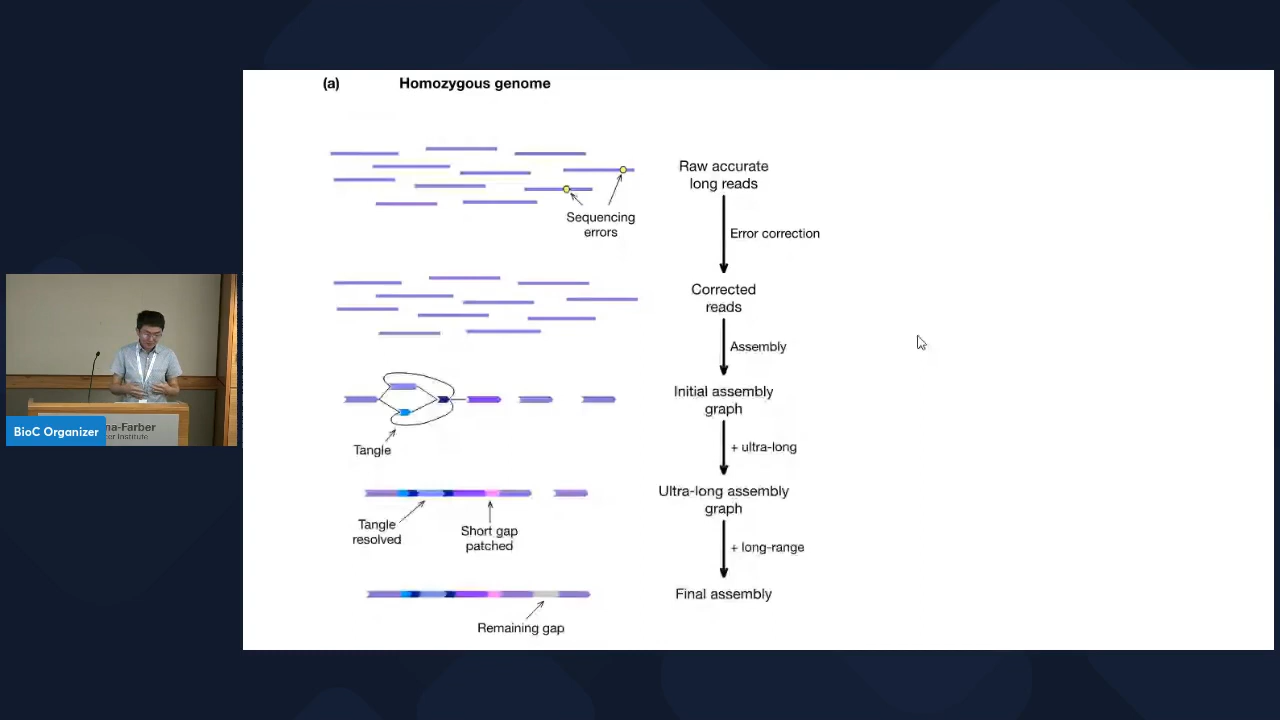 (a) Homozygous genome
Raw accurate
long reads
Sequencing
errors
Error correction
Corrected
reads
Assembly
Initial assembly
graph
Tangle
+ ultra-long
Ultra-long assembly
graph
Tangle
resolved
Short gap
patched
+ long-range
Final assembly
Remaining gap
BioC Organizer
na-Farber
cer Institute